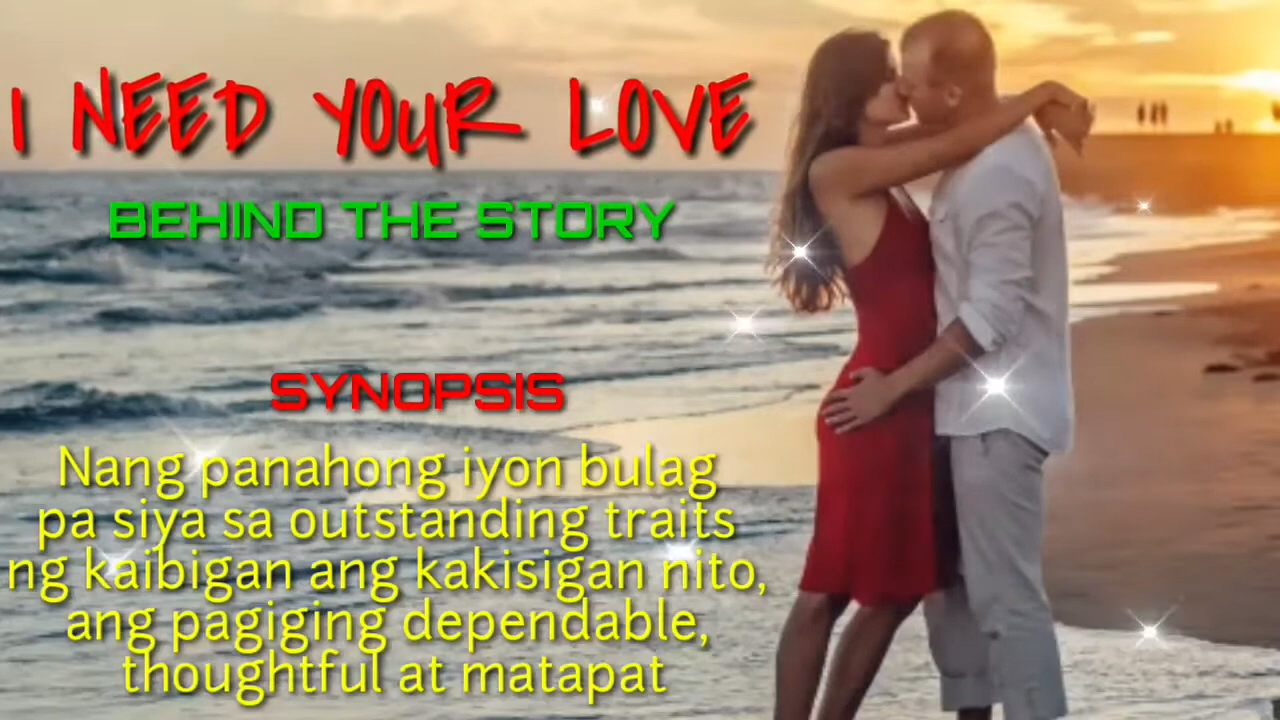 I NEED YOUR LOVE
BEHIND THE STORY
SYNOPSIS
Nang panahong iyon bulag
pa siya sa outstanding traits
ng kaibigan ang kakisigan nito,
ang pagiging dependable,
thoughtful at matapat